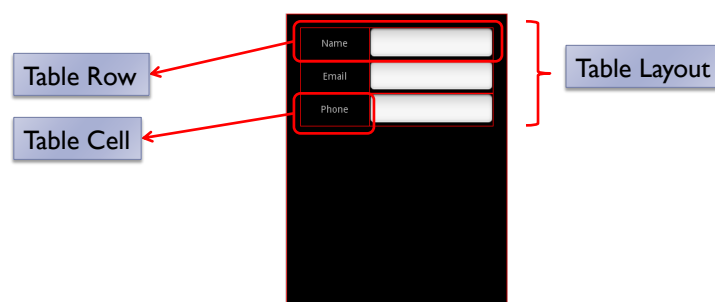 Name
Table Row
Email
Table Layout
Phone
Table Cell